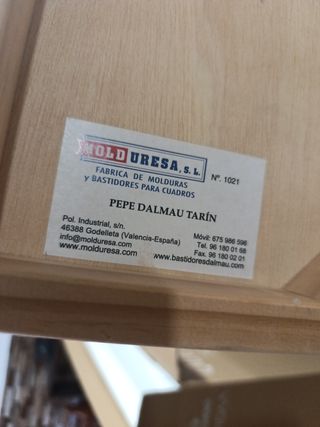 MOLDURESA, S. L.
Nº. 1021
FABRICA DE MOLDURAS
y BASTIDORES PARA CUADROS
PEPE DALMAU TARÍN
Pol. Industrial, s/n.
46388 Godelleta (Valencia-España)
info@molduresa.com
www.molduresa.com
Móvil: 675 986 596
Tel. 96 180 01 68
Fax. 96 180 02 01
www.bastidoresdalmau.com